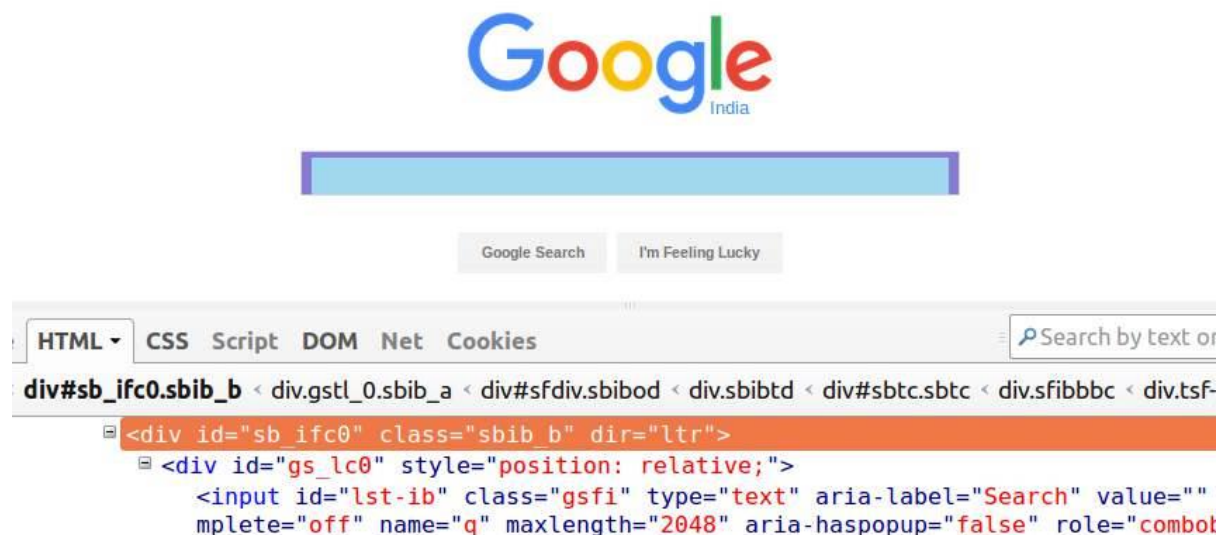 Google
India
Google Search I'm Feeling Lucky
HTML CSS Script DOM Net Cookies Search by text or
div#sb_ifc0.sbib_b < div.gstl_0.sbib_a < div#sfdiv.sbibod < div.sbibtd < div#sbtc.sbtc < div.sfibbbc < div.tsf-
<div id="sb_ifc0" class="sbib_b" dir="ltr">
<div id="gs_lc0" style="position: relative;">
<input id="lst-ib" class="gsfi" type="text" aria-label="Search" value=""
mplete="off" name="q" maxlength="2048" aria-haspopup="false" role="combob